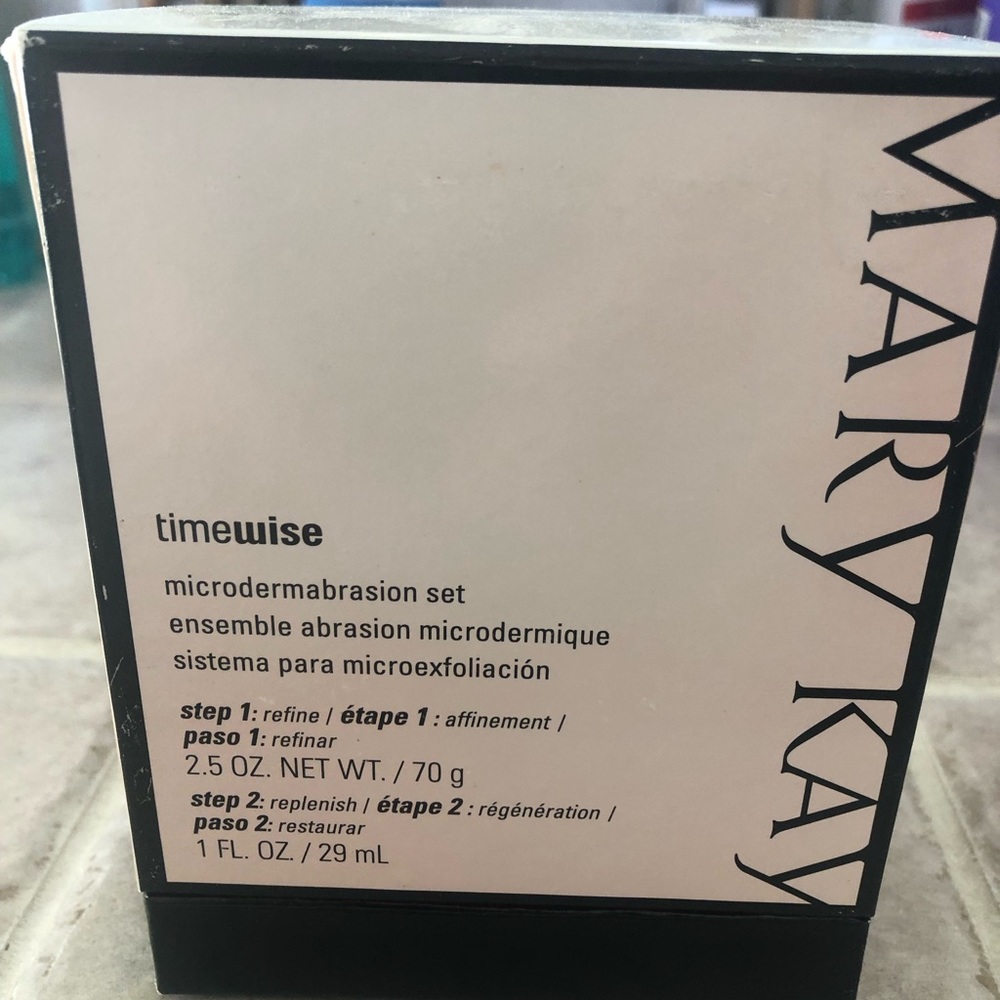 MARY KAY
timewise
microdermabrasion set
ensemble abrasion microdermique
sistema para microexfoliación
step 1: refine / étape 1 : affinement /
paso 1: refinar
2.5 OZ. NET WT. / 70 g
step 2: replenish / étape 2 : régénération /
paso 2: restaurar
1 FL. OZ. / 29 mL